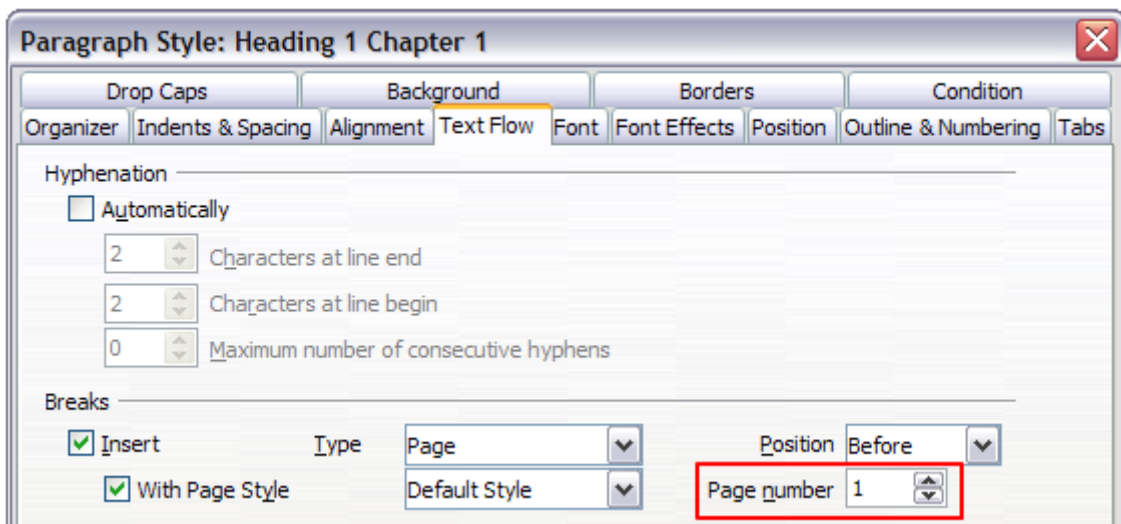 Paragraph Style: Heading 1 Chapter 1
Drop Caps Background Borders Condition
Organizer Indents & Spacing Alignment Text Flow Font Font Effects Position Outline & Numbering Tabs
Hyphenation
Automatically
2 Characters at line end
2 Characters at line begin
0 Maximum number of consecutive hyphens
Breaks
Insert Type Page Position Before
With Page Style Default Style Page number 1